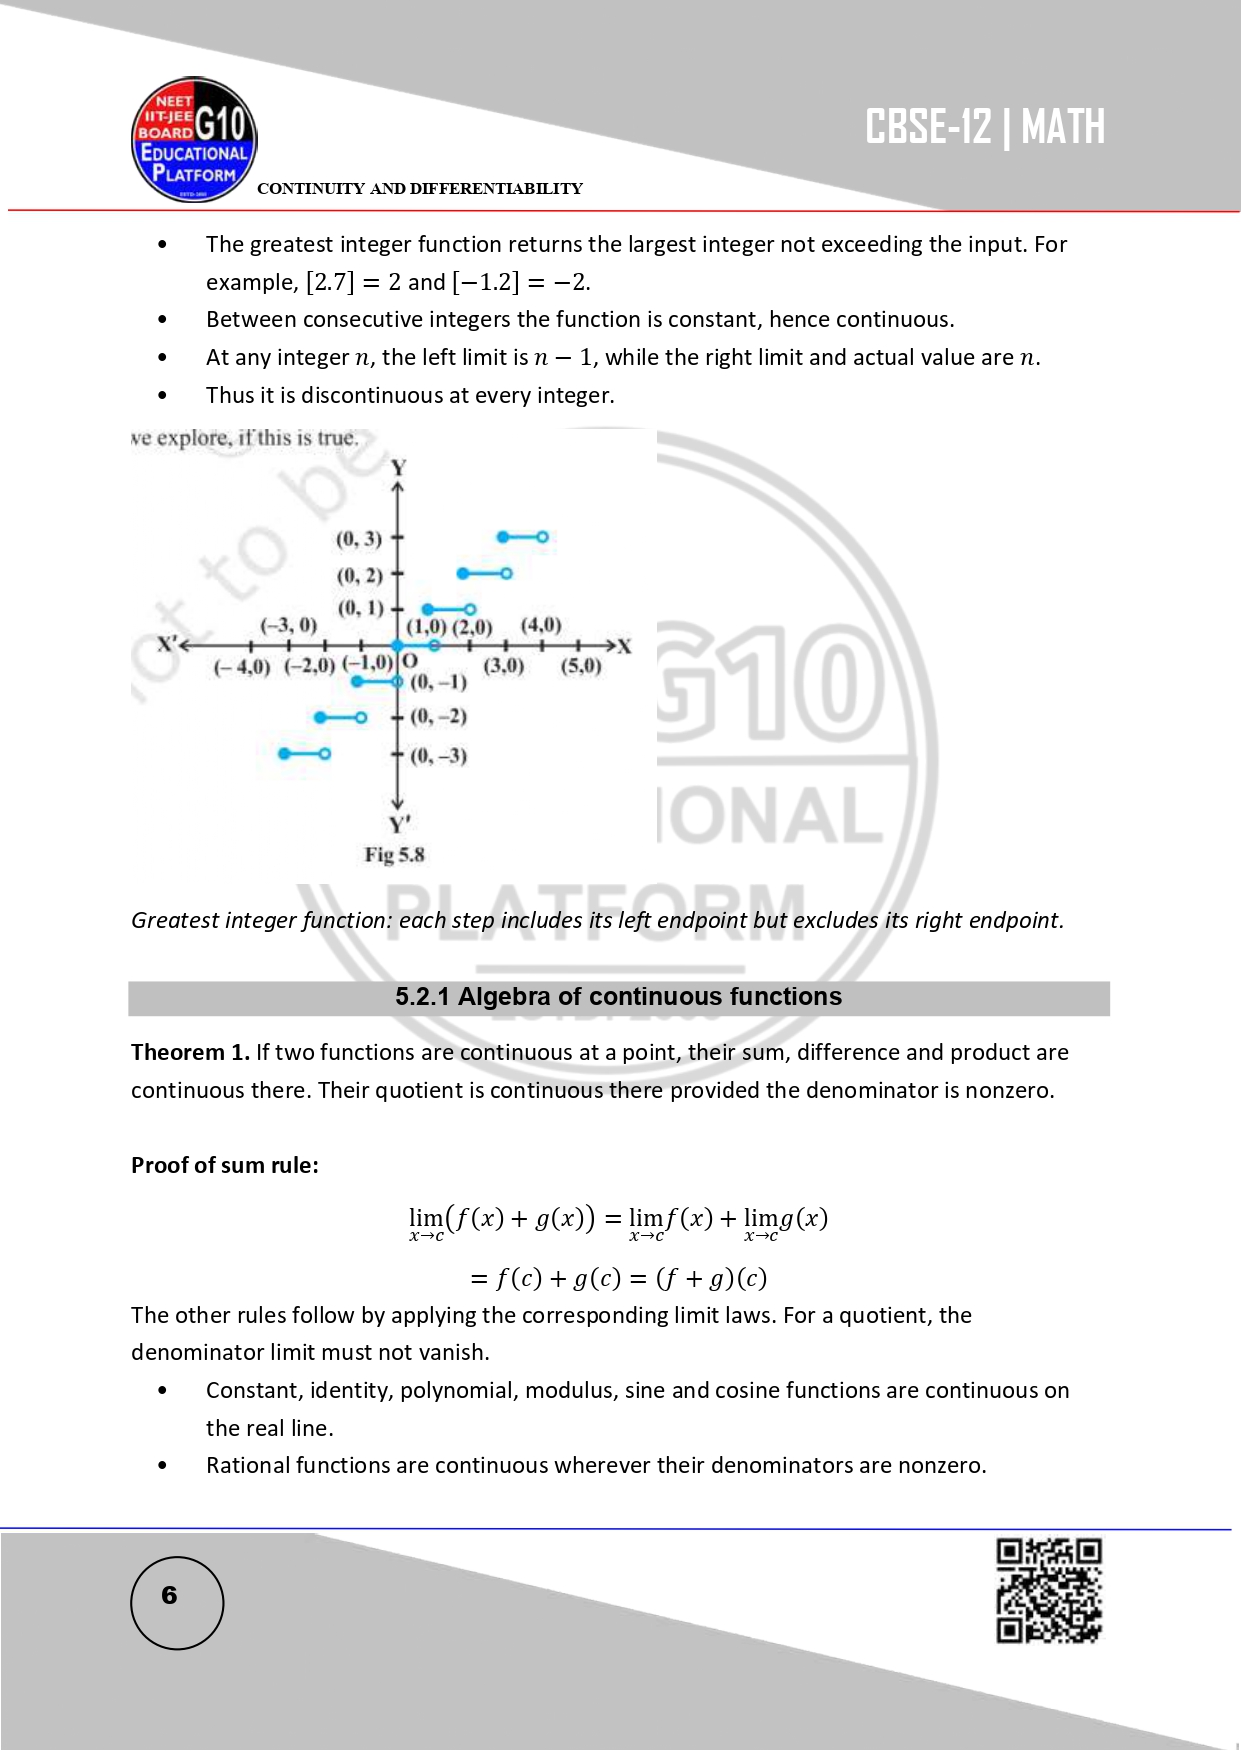 NEET
IIT-JEE
BOARD G10
EDUCATIONAL
PLATFORM
CBSE-12 | MATH
CONTINUITY AND DIFFERENTIABILITY
• The greatest integer function returns the largest integer not exceeding the input. For
example, [2.7] = 2 and [−1.2] = −2.
• Between consecutive integers the function is constant, hence continuous.
• At any integer n, the left limit is n − 1, while the right limit and actual value are n.
• Thus it is discontinuous at every integer.
ve explore, if this is true.
not to be
Y
(0, 3)
(0, 2)
(0, 1)
(–3, 0) (1,0) (2,0) (4,0)
X′ X
(– 4,0) (–2,0) (–1,0) O (3,0) (5,0)
(0, –1)
(0, –2)
(0, –3)
Y′
Fig 5.8
G10
IONAL
PLATFORM
Greatest integer function: each step includes its left endpoint but excludes its right endpoint.
5.2.1 Algebra of continuous functions
Theorem 1. If two functions are continuous at a point, their sum, difference and product are
continuous there. Their quotient is continuous there provided the denominator is nonzero.
Proof of sum rule:
lim x→c (f(x) + g(x)) = lim x→c f(x) + lim x→c g(x)
= f(c) + g(c) = (f + g)(c)
The other rules follow by applying the corresponding limit laws. For a quotient, the
denominator limit must not vanish.
• Constant, identity, polynomial, modulus, sine and cosine functions are continuous on
the real line.
• Rational functions are continuous wherever their denominators are nonzero.
6